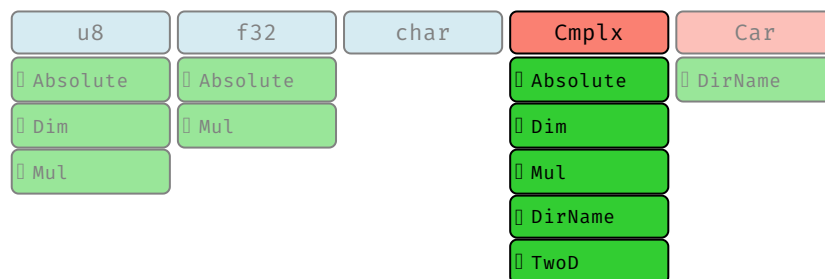 u8 f32 char Cmplx Car
Absolute Absolute Absolute DirName
Dim Mul Dim
Mul Mul
DirName
TwoD